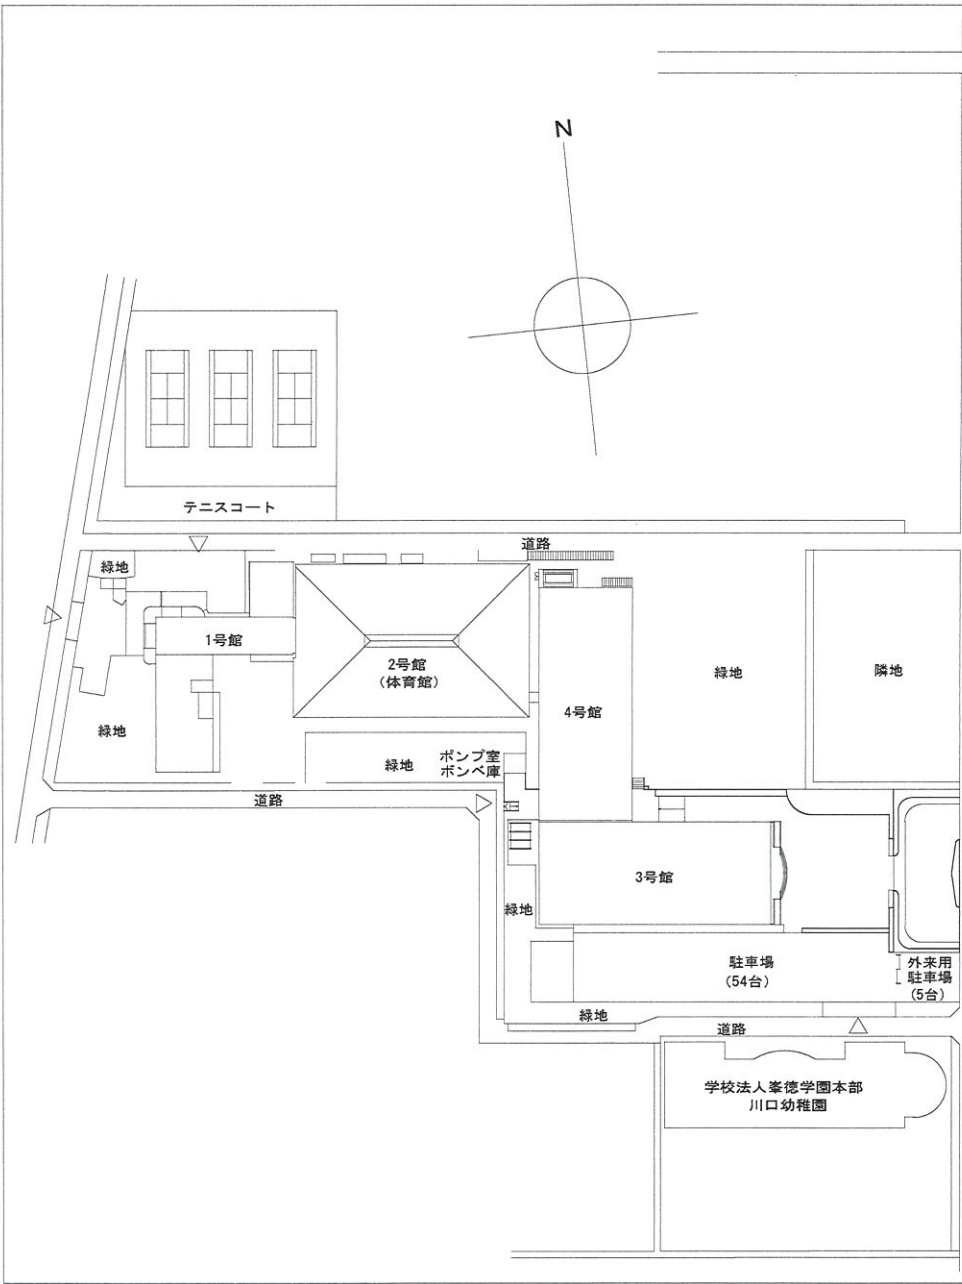 N
テニスコート
道路
緑地
1号館
2号館
(体育館)
4号館
緑地
隣地
緑地
緑地
ポンプ室
ボンベ庫
道路
3号館
緑地
駐車場
(54台)
外来用
駐車場
(5台)
緑地
道路
学校法人峯徳学園本部
川口幼稚園